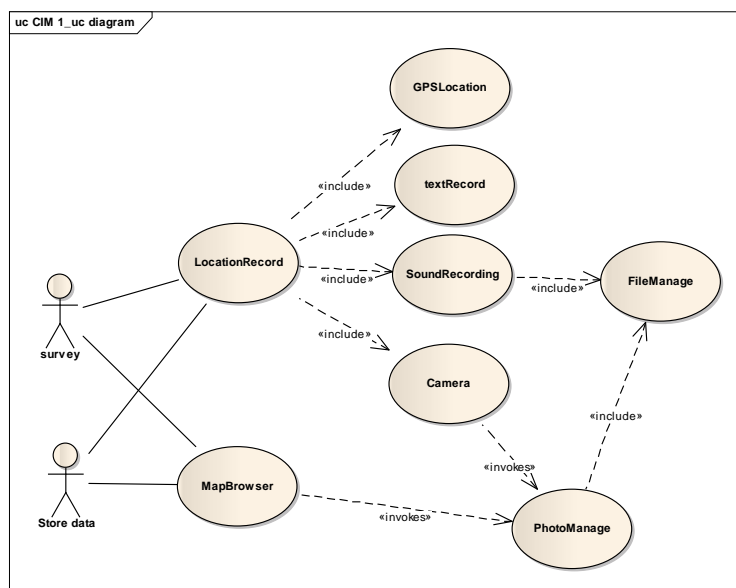 uc CIM 1_uc diagram
GPSLocation
«include»
textRecord
«include»
LocationRecord
SoundRecording
«include»
FileManage
«include»
survey
«include»
Camera
«include»
Store data
MapBrowser
«invokes»
«invokes»
PhotoManage